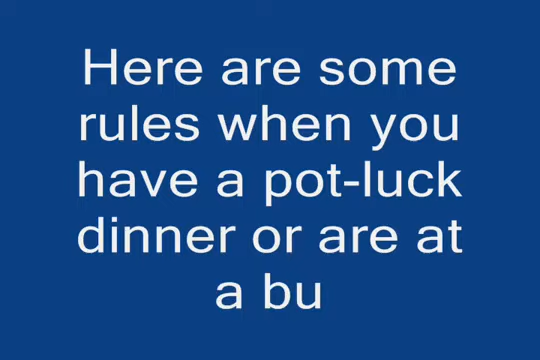 Here are some
rules when you
have a pot-luck
dinner or are at
a bu